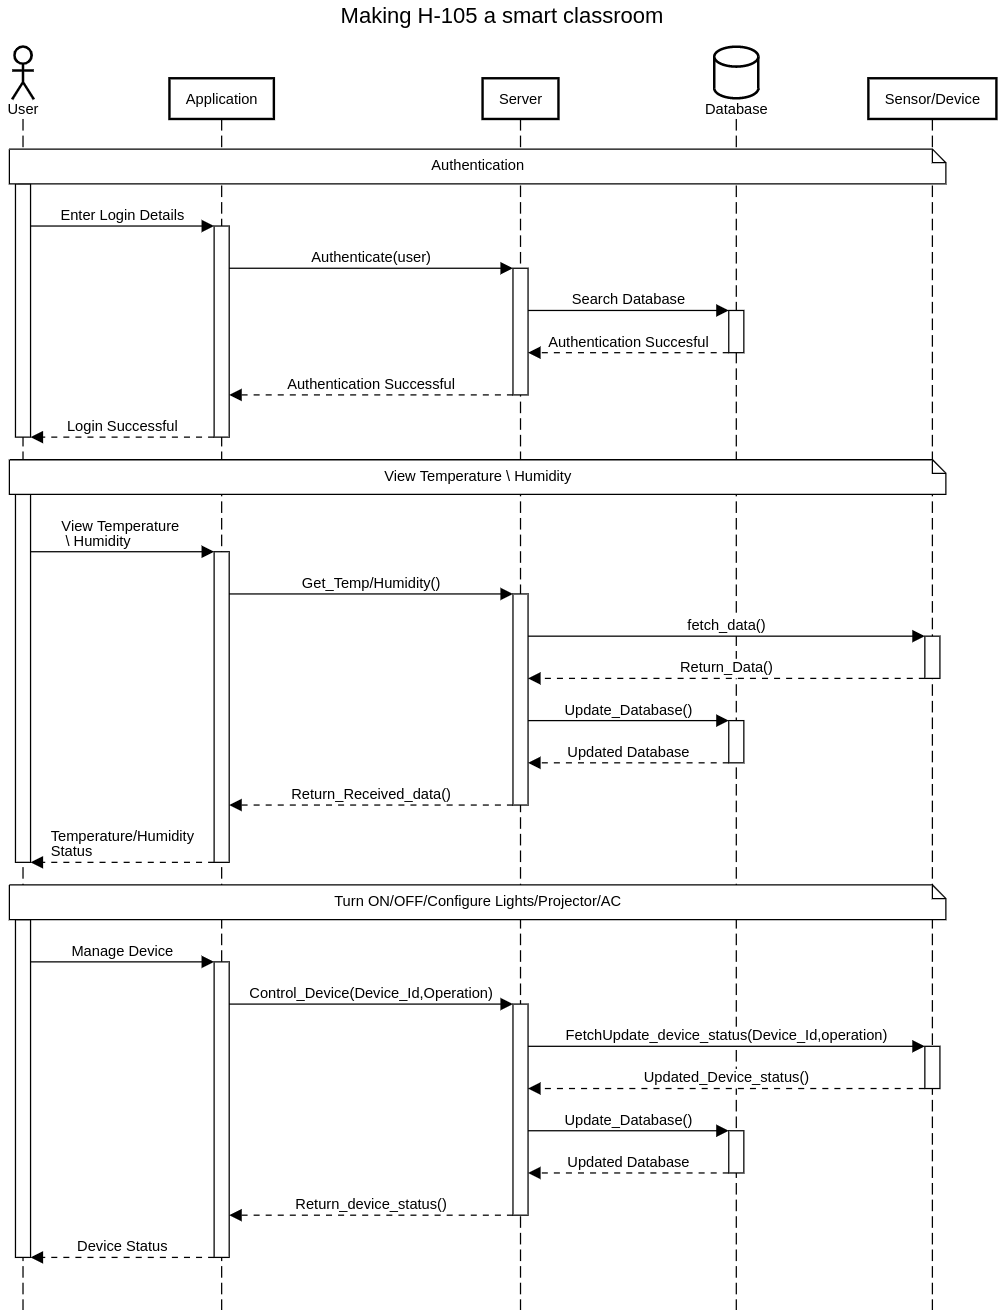 Making H-105 a smart classroom
User
Application
Server
Database
Sensor/Device
Authentication
Enter Login Details
Authenticate(user)
Search Database
Authentication Succesful
Authentication Successful
Login Successful
View Temperature \ Humidity
View Temperature
\ Humidity
Get_Temp/Humidity()
fetch_data()
Return_Data()
Update_Database()
Updated Database
Return_Received_data()
Temperature/Humidity
Status
Turn ON/OFF/Configure Lights/Projector/AC
Manage Device
Control_Device(Device_Id,Operation)
FetchUpdate_device_status(Device_Id,operation)
Updated_Device_status()
Update_Database()
Updated Database
Return_device_status()
Device Status